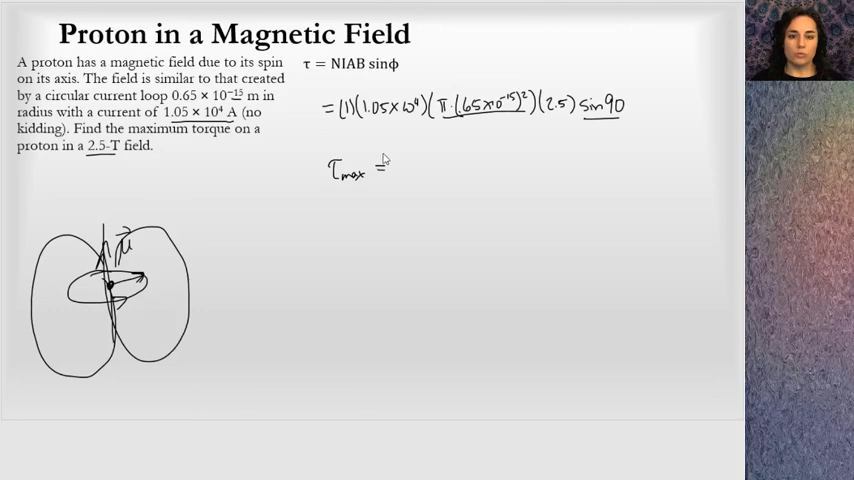 Proton in a Magnetic Field
A proton has a magnetic field due to its spin
on its axis. The field is similar to that created
by a circular current loop 0.65 × 10⁻¹⁵ m in
radius with a current of 1.05 × 10⁴ A (no
kidding). Find the maximum torque on a
proton in a 2.5-T field.
τ = NIAB sinϕ
= (1)(1.05×10⁴)(π·(.65×10⁻¹⁵)²)(2.5) sin90
τmax =
μ⃗